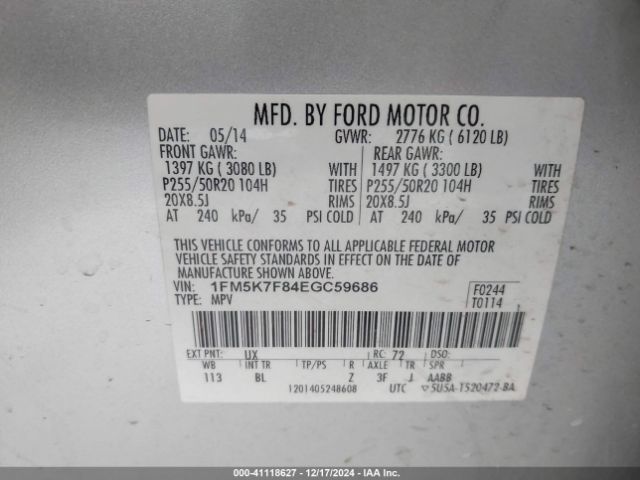 MFD. BY FORD MOTOR CO.
DATE: 05/14 GVWR: 2776 KG ( 6120 LB)
FRONT GAWR: REAR GAWR:
1397 KG ( 3080 LB) WITH 1497 KG ( 3300 LB) WITH
P255/50R20 104H TIRES P255/50R20 104H TIRES
20X8.5J RIMS 20X8.5J RIMS
AT 240 kPa/ 35 PSI COLD AT 240 kPa/ 35 PSI COLD
THIS VEHICLE CONFORMS TO ALL APPLICABLE FEDERAL MOTOR
VEHICLE SAFETY STANDARDS IN EFFECT ON THE DATE OF
MANUFACTURE SHOWN ABOVE.
VIN: 1FM5K7F84EGC59686 F0244
TYPE: MPV T0114
EXT PNT: UX RC: 72 DSO:
WB INT TR TP/PS R AXLE TR SPR
113 BL Z 3F J AABB
1201405248608 UTC ▽5U5A-1520472-BA
000-41118627 - 12/17/2024 - IAA Inc.